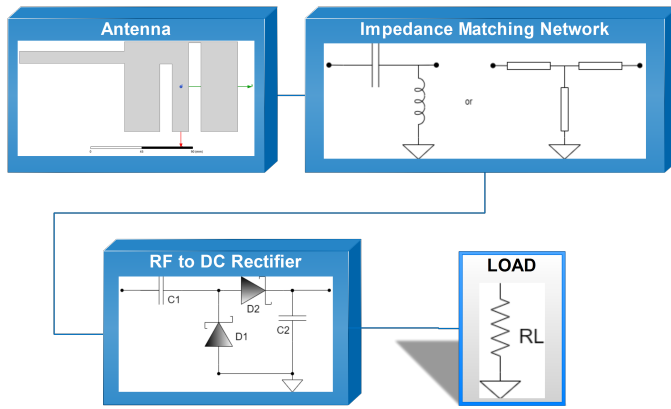 Antenna
Impedance Matching Network
or
RF to DC Rectifier
C1
D2
D1
C2
LOAD
RL